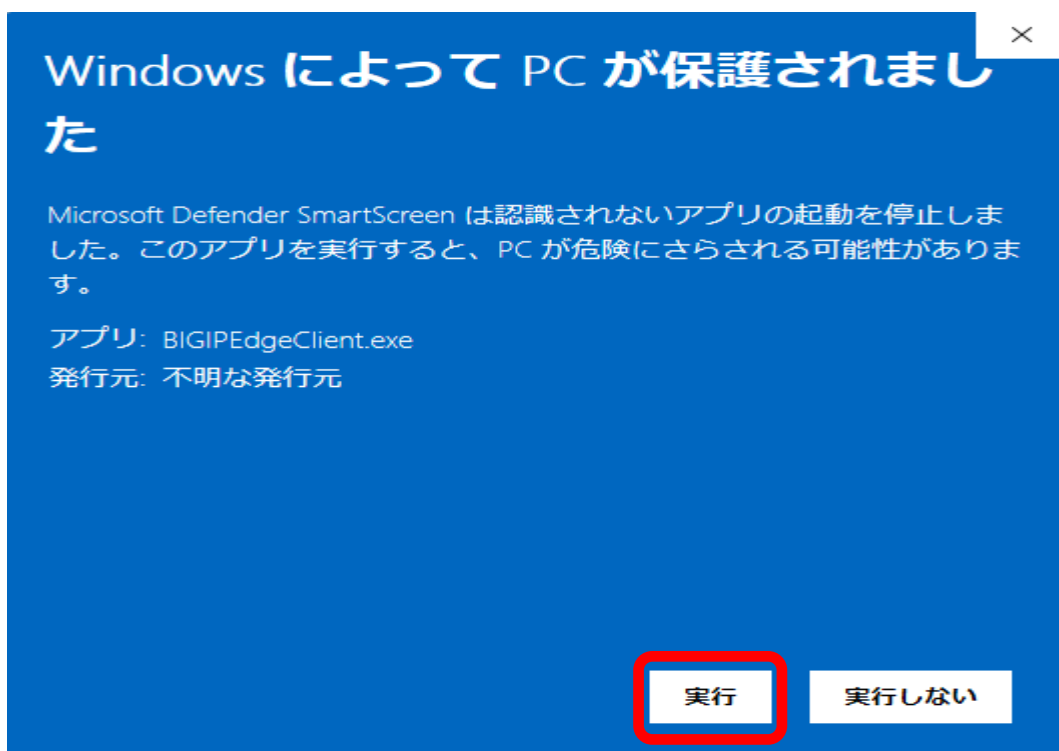 Windows によって PC が保護されまし
た
Microsoft Defender SmartScreen は認識されないアプリの起動を停止しま
した。このアプリを実行すると、PC が危険にさらされる可能性がありま
す。
アプリ: BIGIPEdgeClient.exe
発行元: 不明な発行元
実行 実行しない